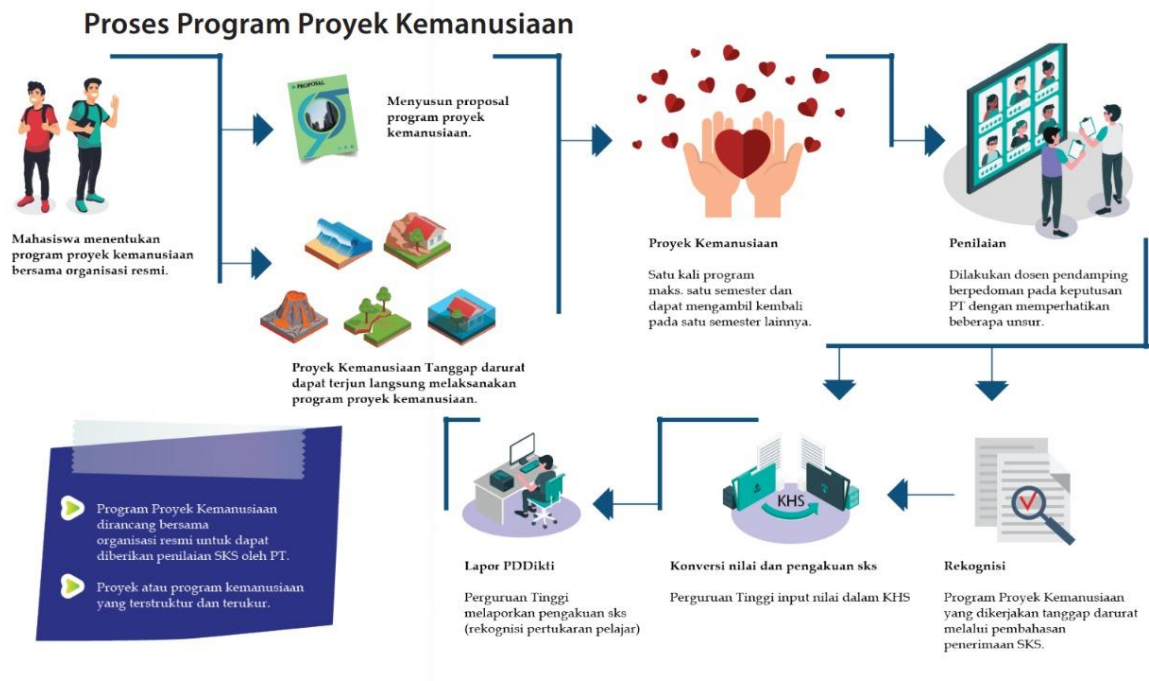 Proses Program Proyek Kemanusiaan
PROPOSAL
Menyusun proposal
program proyek
kemanusiaan.
Mahasiswa menentukan
program proyek kemanusiaan
bersama organisasi resmi.
Proyek Kemanusiaan Tanggap darurat
dapat terjun langsung melaksanakan
program proyek kemanusiaan.
Proyek Kemanusiaan
Satu kali program
maks. satu semester dan
dapat mengambil kembali
pada satu semester lainnya.
Penilaian
Dilakukan dosen pendamping
berpedoman pada keputusan
PT dengan memperhatikan
beberapa unsur.
Rekognisi
Program Proyek Kemanusiaan
yang dikerjakan tanggap darurat
melalui pembahasan
penerimaan SKS.
KHS
Konversi nilai dan pengakuan sks
Perguruan Tinggi input nilai dalam KHS
Lapor PDDikti
Perguruan Tinggi
melaporkan pengakuan sks
(rekognisi pertukaran pelajar)
Program Proyek Kemanusiaan
dirancang bersama
organisasi resmi untuk dapat
diberikan penilaian SKS oleh PT.
Proyek atau program kemanusiaan
yang terstruktur dan terukur.